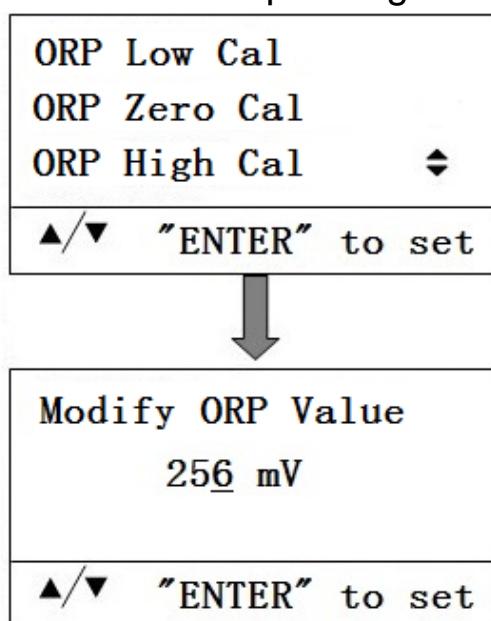 ORP Low Cal
ORP Zero Cal
ORP High Cal
▲/▼ "ENTER" to set
Modify ORP Value
256 mV
▲/▼ "ENTER" to set